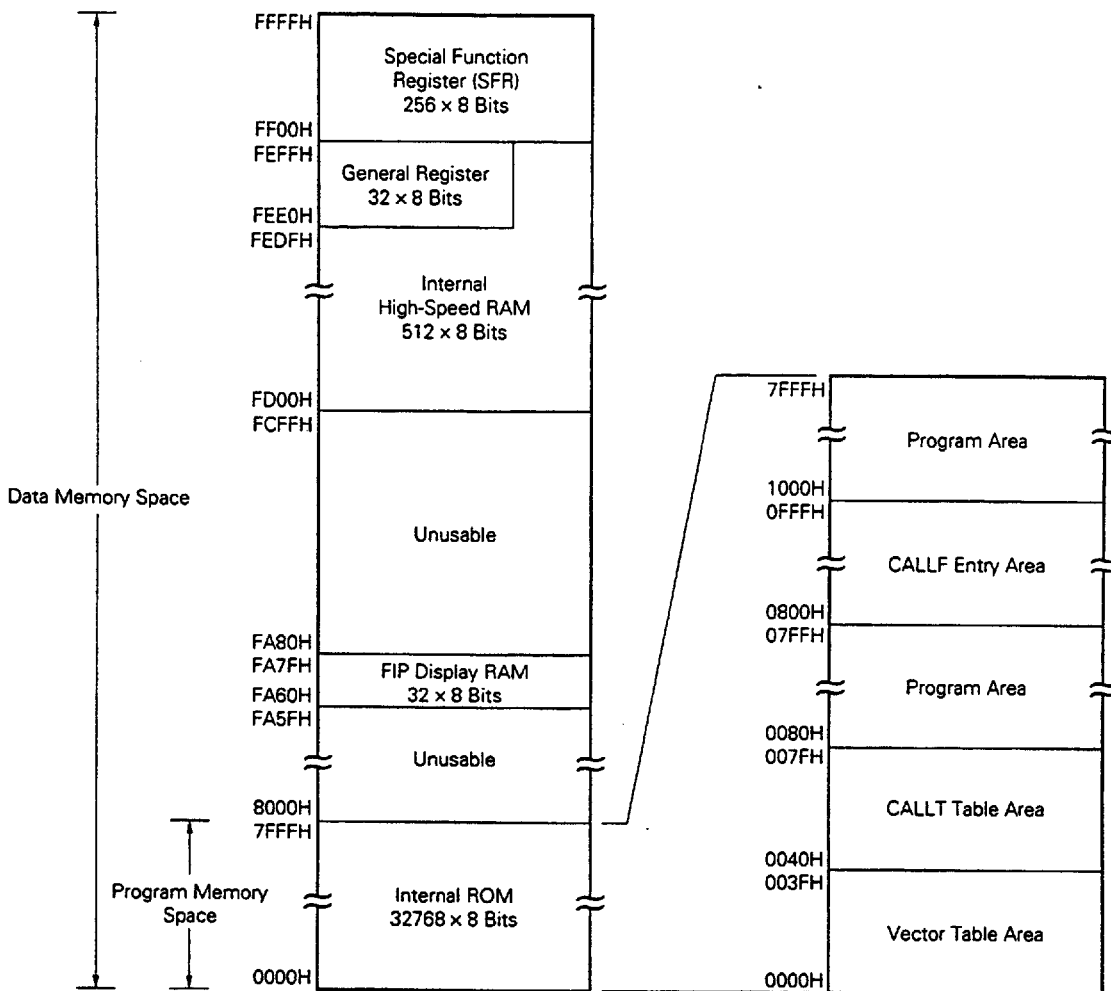 FFFFH
Special Function
Register (SFR)
256 × 8 Bits
FF00H
FEFFH
General Register
32 × 8 Bits
FEE0H
FEDFH
Internal
High-Speed RAM
512 × 8 Bits
FD00H
FCFFH
Data Memory Space
Unusable
FA80H
FA7FH
FIP Display RAM
32 × 8 Bits
FA60H
FA5FH
Unusable
8000H
7FFFH
Program Memory
Space
Internal ROM
32768 × 8 Bits
0000H
7FFFH
Program Area
1000H
0FFFH
CALLF Entry Area
0800H
07FFH
Program Area
0080H
007FH
CALLT Table Area
0040H
003FH
Vector Table Area
0000H